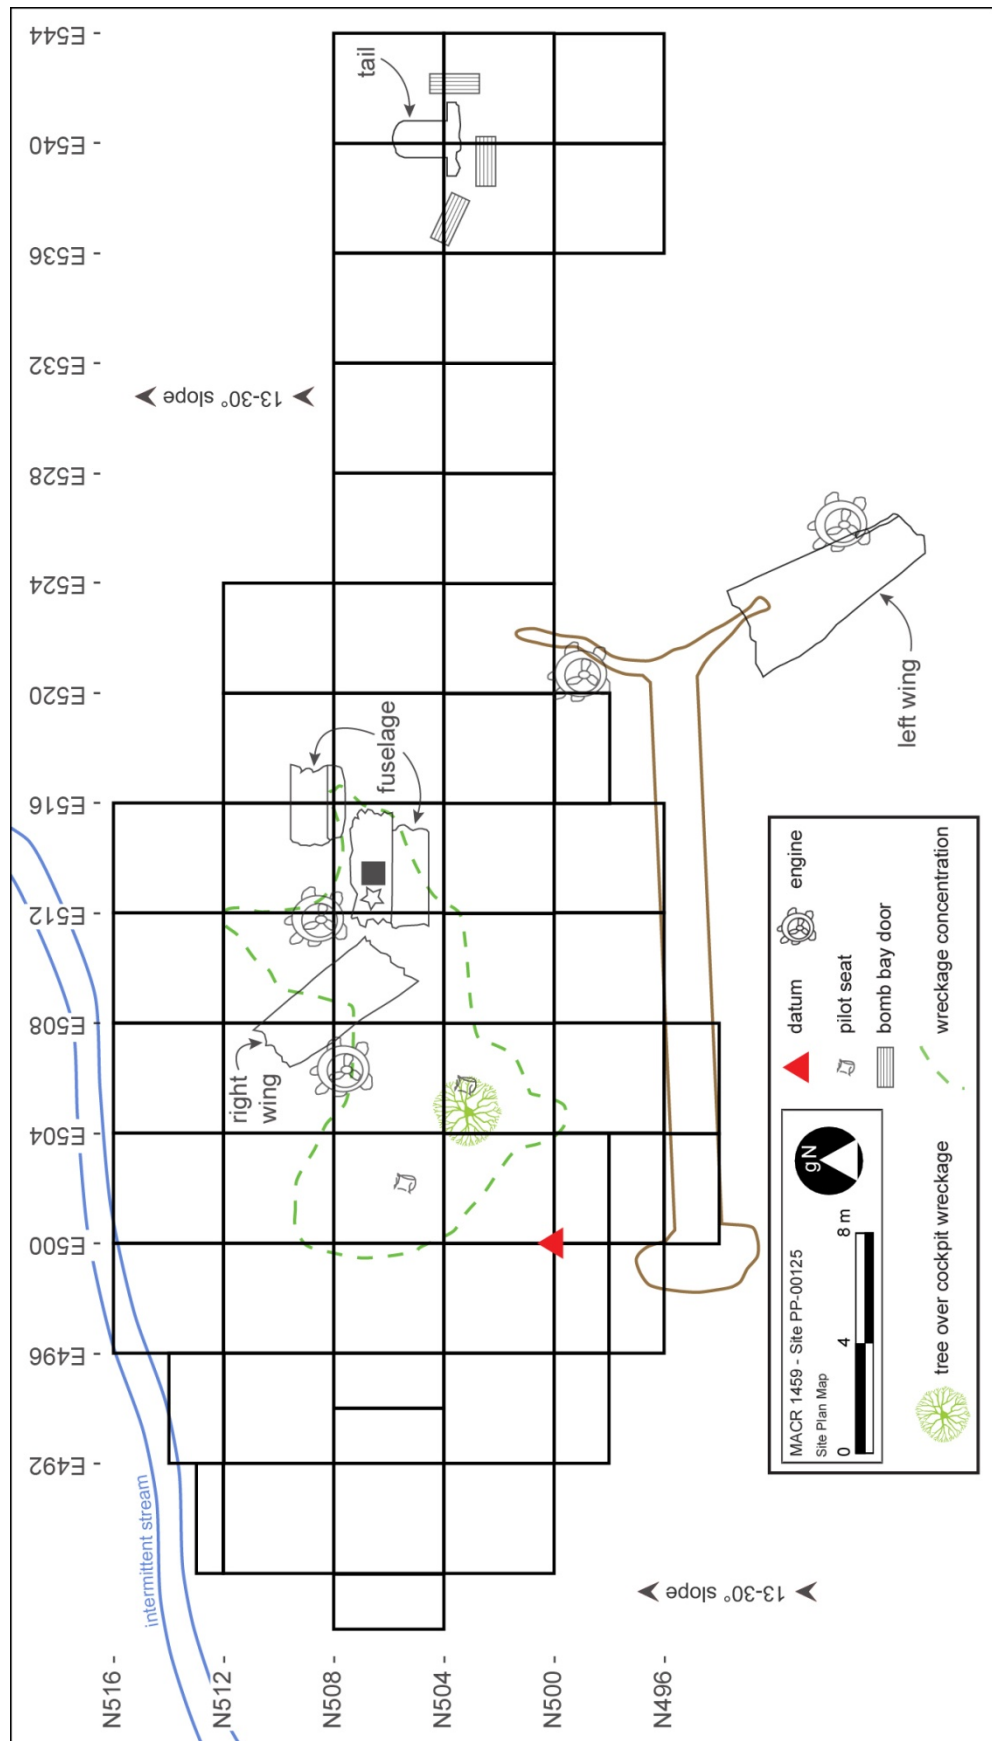 E544
E540
E536
E532
E528
E524
E520
E516
E512
E508
E504
E500
E496
E492
N516
N512
N508
N504
N500
N496
tail
13-30° slope
fuselage
right
wing
left wing
intermittent stream
13-30° slope
MACR 1459 - Site PP-00125
Site Plan Map
0
4
8 m
gN
datum
engine
pilot seat
bomb bay door
tree over cockpit wreckage
wreckage concentration